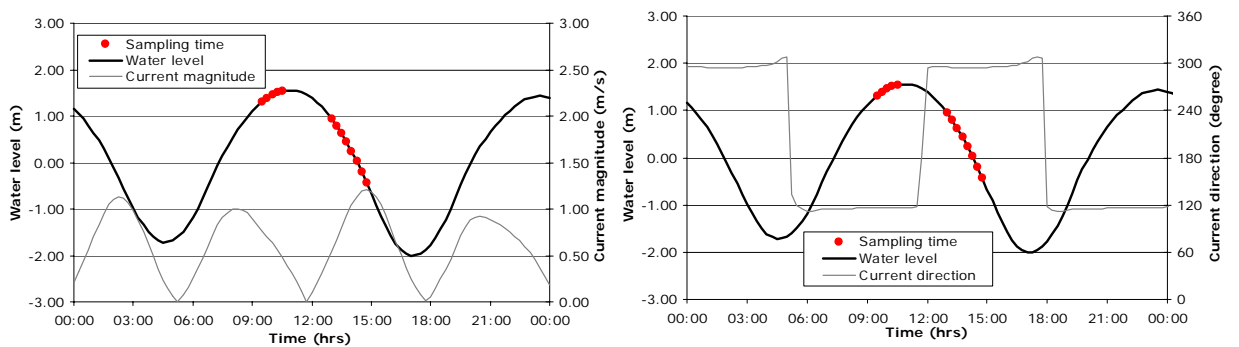 3.00
2.00
1.00
0.00
-1.00
-2.00
-3.00
Water level (m)
Sampling time
Water level
Current magnitude
3.00
2.50
2.00
1.50
1.00
0.50
0.00
Current magnitude (m/s)
00:00 03:00 06:00 09:00 12:00 15:00 18:00 21:00 00:00
Time (hrs)
3.00
2.00
1.00
0.00
-1.00
-2.00
-3.00
Water level (m)
Sampling time
Water level
Current direction
360
300
240
180
120
60
0
Current direction (degree)
00:00 03:00 06:00 09:00 12:00 15:00 18:00 21:00 00:00
Time (hrs)